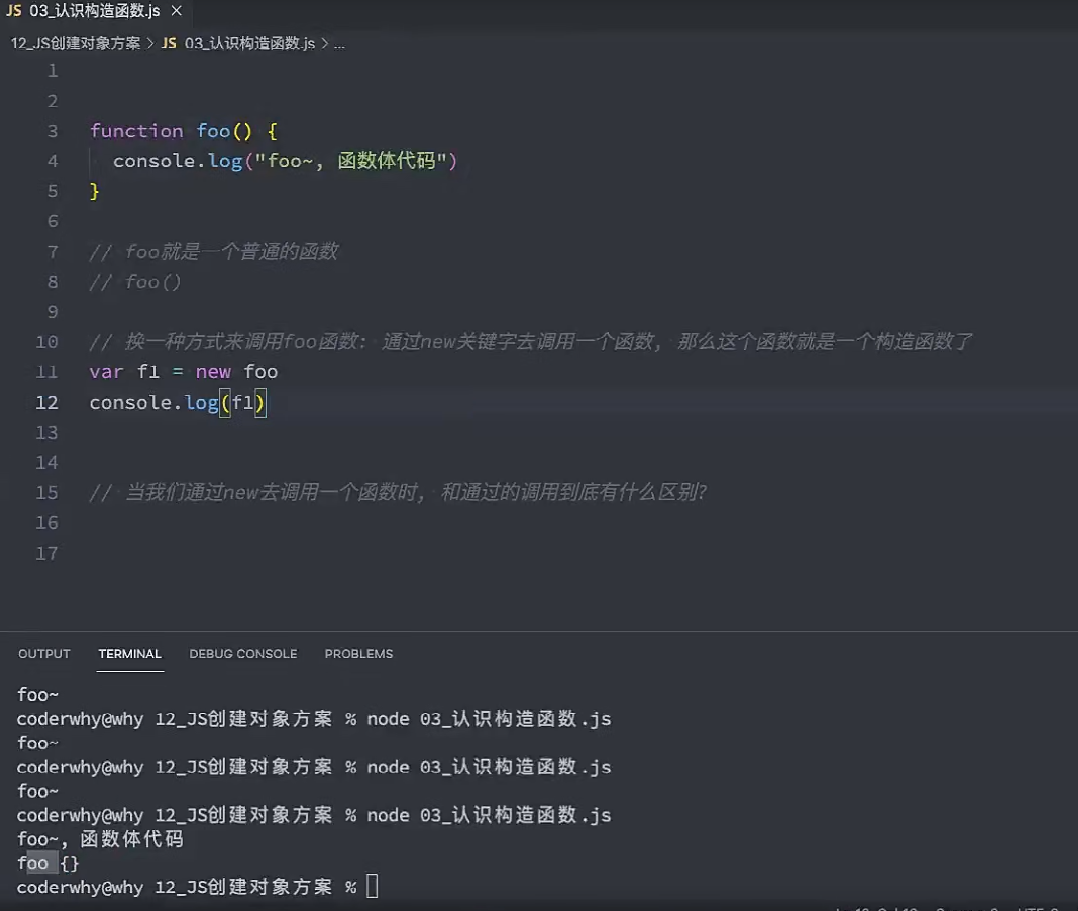 JS 03_认识构造函数.js ×
12_JS创建对象方案 > JS 03_认识构造函数.js > ...
1
2
3 function foo() {
4 console.log("foo~, 函数体代码")
5 }
6
7 // foo就是一个普通的函数
8 // foo()
9
10 // 换一种方式来调用foo函数: 通过new关键字去调用一个函数, 那么这个函数就是一个构造函数了
11 var f1 = new foo
12 console.log(f1)
13
14
15 // 当我们通过new去调用一个函数时, 和通过的调用到底有什么区别?
16
17
OUTPUT TERMINAL DEBUG CONSOLE PROBLEMS
foo~
coderwhy@why 12_JS创建对象方案 % node 03_认识构造函数.js
foo~
coderwhy@why 12_JS创建对象方案 % node 03_认识构造函数.js
foo~
coderwhy@why 12_JS创建对象方案 % node 03_认识构造函数.js
foo~, 函数体代码
foo {}
coderwhy@why 12_JS创建对象方案 %